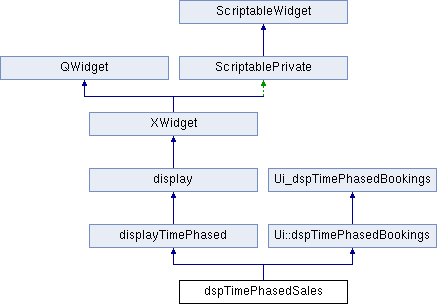 ScriptableWidget
QWidget
ScriptablePrivate
XWidget
display
Ui_dspTimePhasedBookings
displayTimePhased
Ui::dspTimePhasedBookings
dspTimePhasedSales